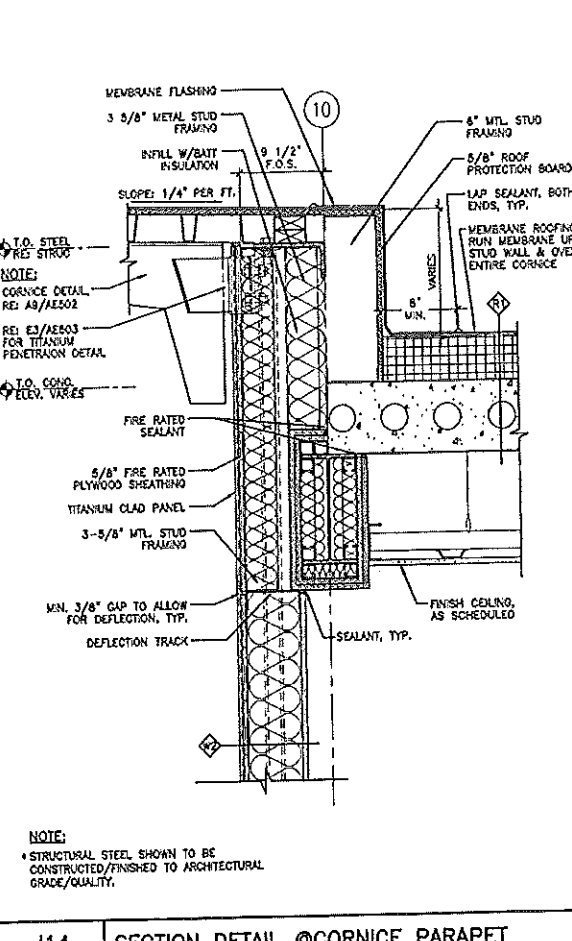 MEMBRANE FLASHING
3 5/8" METAL STUD
FRAMING
INFILL W/BATT
INSULATION
9 1/2"
F.O.S.
10
6" MTL. STUD
FRAMING
5/8" ROOF
PROTECTION BOARD
SLOPE: 1/4" PER FT.
LAP SEALANT, BOTH
ENDS, TYP.
MEMBRANE ROOFING
RUN MEMBRANE UP
STUD WALL & OVE
ENTIRE CORNICE
T.O. STEEL
RE: STRUC
NOTE:
CORNICE DETAIL,
RE: A9/AE502
RE: E3/AE503
FOR TITANIUM
PENETRAION DETAIL
T.O. CONC.
ELEV. VARIES
VARIES
6"
MIN.
R1
FIRE RATED
SEALANT
5/8" FIRE RATED
PLYWOOD SHEATHING
TITANIUM CLAD PANEL
3-5/8" MTL. STUD
FRAMING
MIN. 3/8" GAP TO ALLOW
FOR DEFLECTION, TYP.
DEFLECTION TRACK
FINISH CEILING,
AS SCHEDULED
SEALANT, TYP.
W2
NOTE:
STRUCTURAL STEEL SHOWN TO BE
CONSTRUCTED/FINISHED TO ARCHITECTURAL
GRADE/QUALITY.
SECTION DETAIL @CORNICE PARAPET